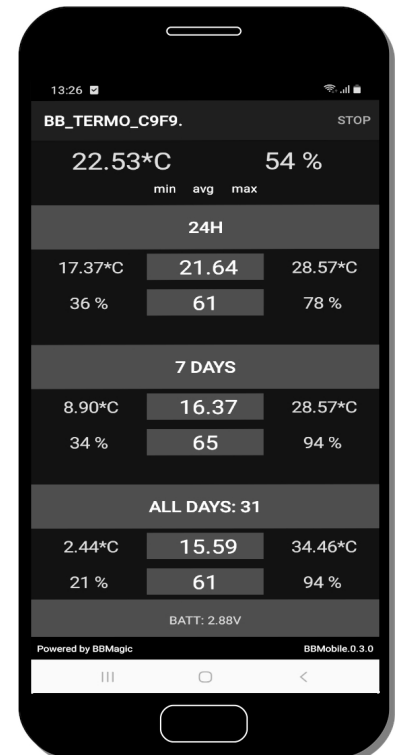 13:26
BB_TERMO_C9F9. STOP
22.53*C 54 %
min avg max
24H
17.37*C 21.64 28.57*C
36 % 61 78 %
7 DAYS
8.90*C 16.37 28.57*C
34 % 65 94 %
ALL DAYS: 31
2.44*C 15.59 34.46*C
21 % 61 94 %
BATT: 2.88V
Powered by BBMagic BBMobile.0.3.0